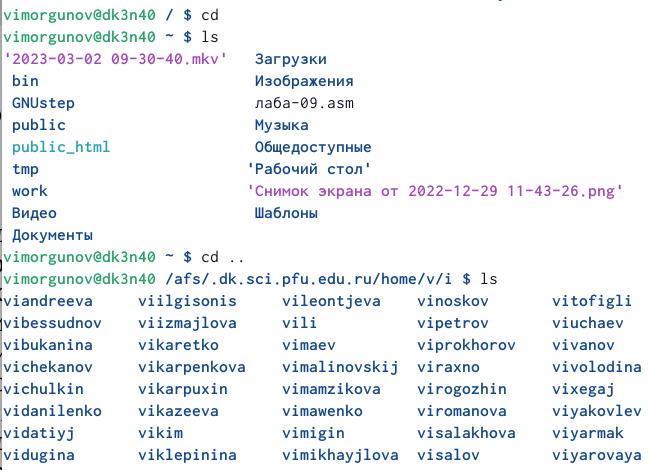 vimorgunov@dk3n40 / $ cd
vimorgunov@dk3n40 ~ $ ls
'2023-03-02 09-30-40.mkv' Загрузки
bin Изображения
GNUstep лаба-09.asm
public Музыка
public_html Общедоступные
tmp 'Рабочий стол'
work 'Снимок экрана от 2022-12-29 11-43-26.png'
Видео Шаблоны
Документы
vimorgunov@dk3n40 ~ $ cd ..
vimorgunov@dk3n40 /afs/.dk.sci.pfu.edu.ru/home/v/i $ ls
viandreeva viilgisonis vileontjeva vinoskov vitofigli
vibessudnov viizmajlova vili vipetrov viuchaev
vibukanina vikaretko vimaev viprokhorov vivanov
vichekanov vikarpenkova vimalinovskij viraxno vivolodina
vichulkin vikarpuxin vimamzikova virogozhin vixegaj
vidanilenko vikazeeva vimawenko viromanova viyakovlev
vidatiyj vikim vimigin visalakhova viyarmak
vidugina viklepinina vimikhayjlova visalov viyarovaya